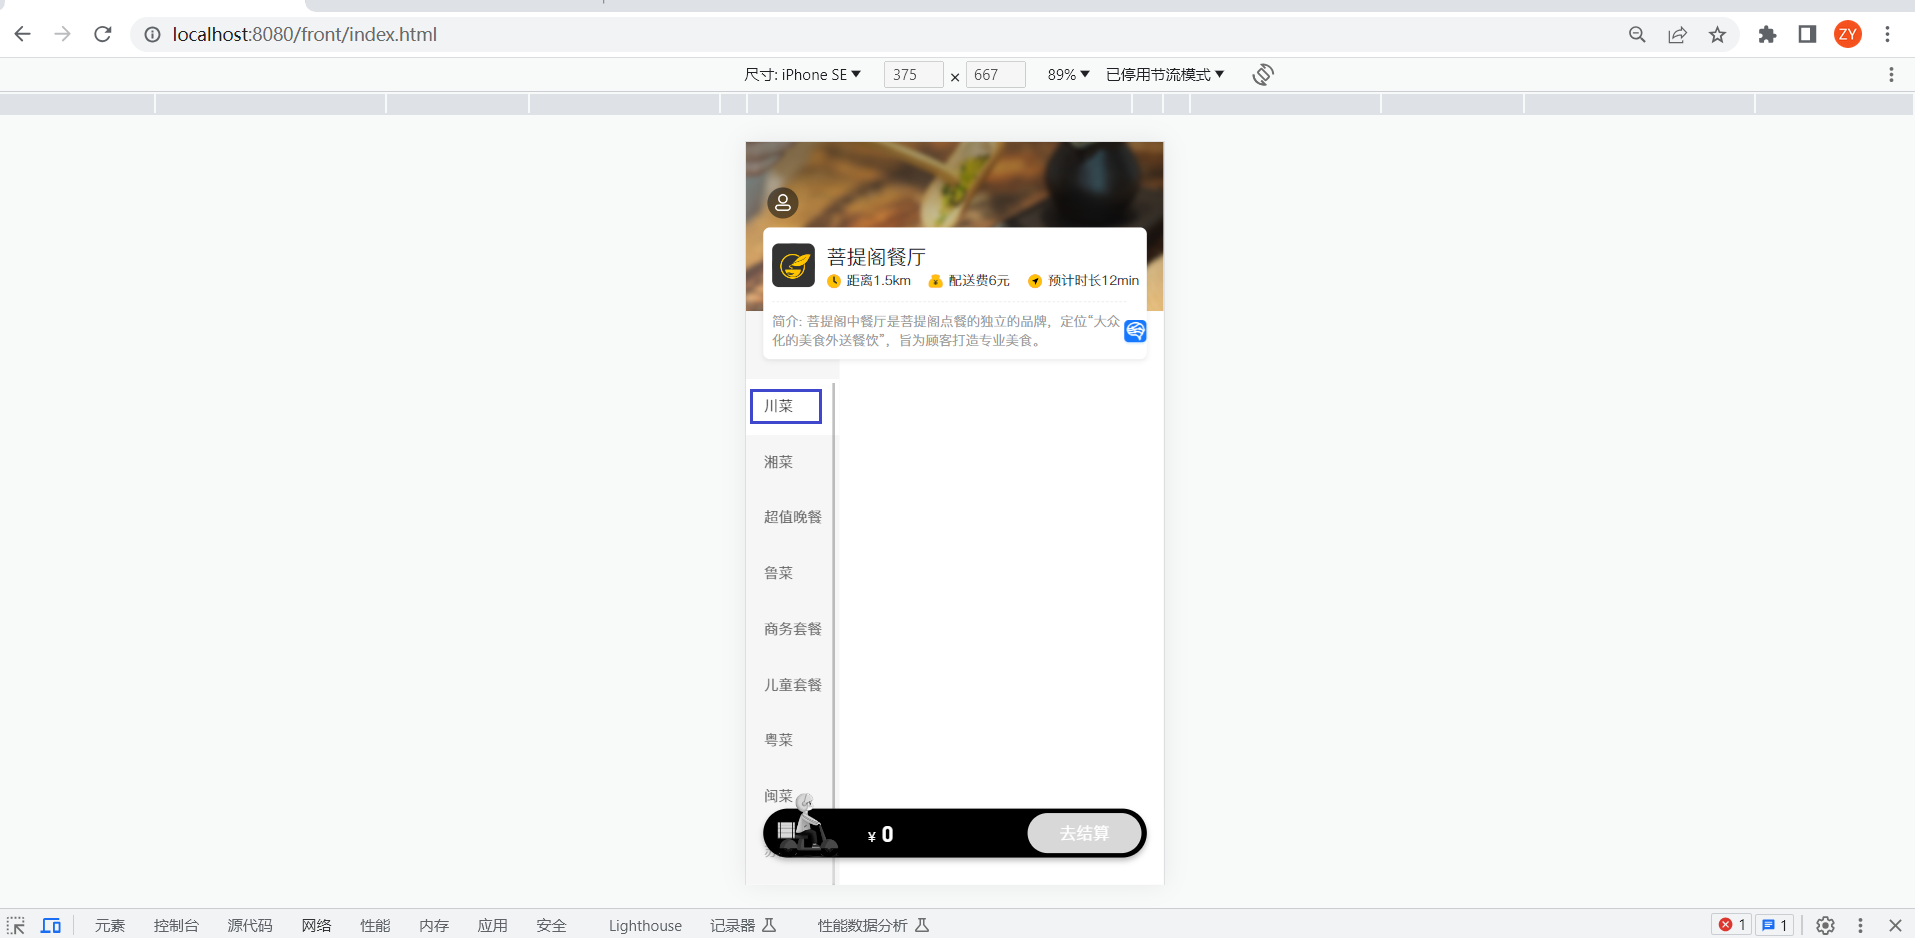 localhost:8080/front/index.html
ZY
尺寸: iPhone SE ▼ 375 × 667 89% ▼ 已停用节流模式 ▼
菩提阁餐厅
距离1.5km 配送费6元 预计时长12min
简介: 菩提阁中餐厅是菩提阁点餐的独立的品牌，定位“大众
化的美食外送餐饮”，旨为顾客打造专业美食。
川菜
湘菜
超值晚餐
鲁菜
商务套餐
儿童套餐
粤菜
闽菜
¥ 0 去结算
元素 控制台 源代码 网络 性能 内存 应用 安全 Lighthouse 记录器 性能数据分析 1 1